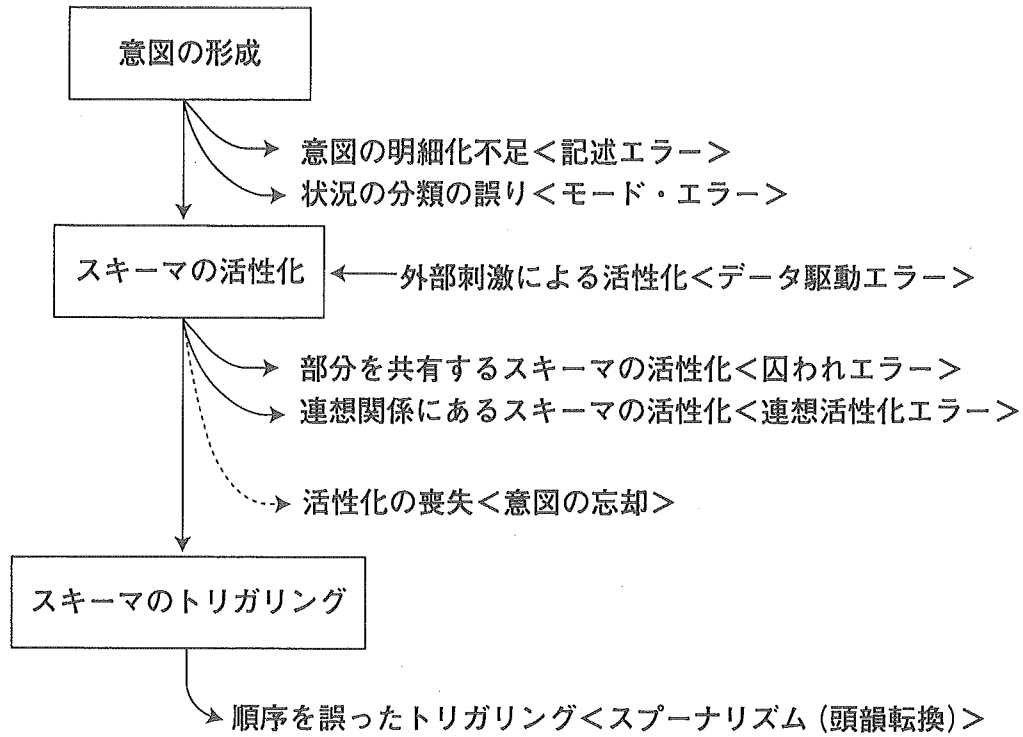 意図の形成
意図の明細化不足<記述エラー>
状況の分類の誤り<モード・エラー>
スキーマの活性化
外部刺激による活性化<データ駆動エラー>
部分を共有するスキーマの活性化<囚われエラー>
連想関係にあるスキーマの活性化<連想活性化エラー>
活性化の喪失<意図の忘却>
スキーマのトリガリング
順序を誤ったトリガリング<スプーナリズム(頭韻転換)>